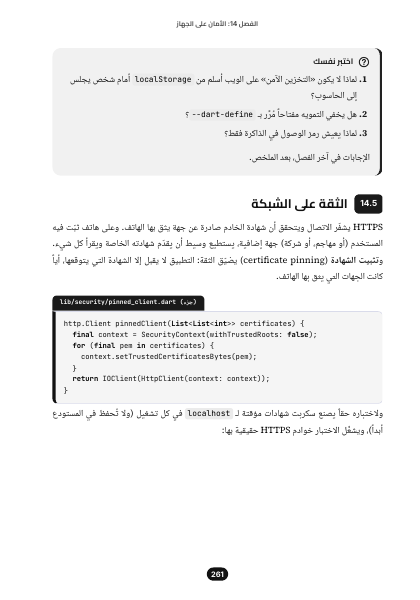 الفصل 14: الأمان على الجهاز
اختبر نفسك
1. لماذا لا يكون «التخزين الآمن» على الويب أسلم من localStorage أمام شخص يجلس
إلى الحاسوب؟
2. هل يخفي التمويه مفتاحاً مُرِّر بـ --dart-define ؟
3. لماذا يعيش رمز الوصول في الذاكرة فقط؟
الإجابات في آخر الفصل، بعد الملخص.
14.5 الثقة على الشبكة
HTTPS يشفّر الاتصال ويتحقق أن شهادة الخادم صادرة عن جهة يثق بها الهاتف. وعلى هاتف ثبّت فيه
المستخدم (أو مهاجم، أو شركة) جهة إضافية، يستطيع وسيط أن يقدّم شهادته الخاصة ويقرأ كل شيء.
وتثبيت الشهادة (certificate pinning) يضيّق الثقة: التطبيق لا يقبل إلا الشهادة التي يتوقعها، أياً
كانت الجهات التي يثق بها الهاتف.
lib/security/pinned_client.dart (جزء)
http.Client pinnedClient(List<List<int>> certificates) {
  final context = SecurityContext(withTrustedRoots: false);
  for (final pem in certificates) {
    context.setTrustedCertificatesBytes(pem);
  }
  return IOClient(HttpClient(context: context));
}
ولاختباره حقاً يصنع سكربت شهادات مؤقتة لـ localhost في كل تشغيل (ولا تُحفظ في المستودع
أبداً)، ويشغّل الاختبار خوادم HTTPS حقيقية بها:
261